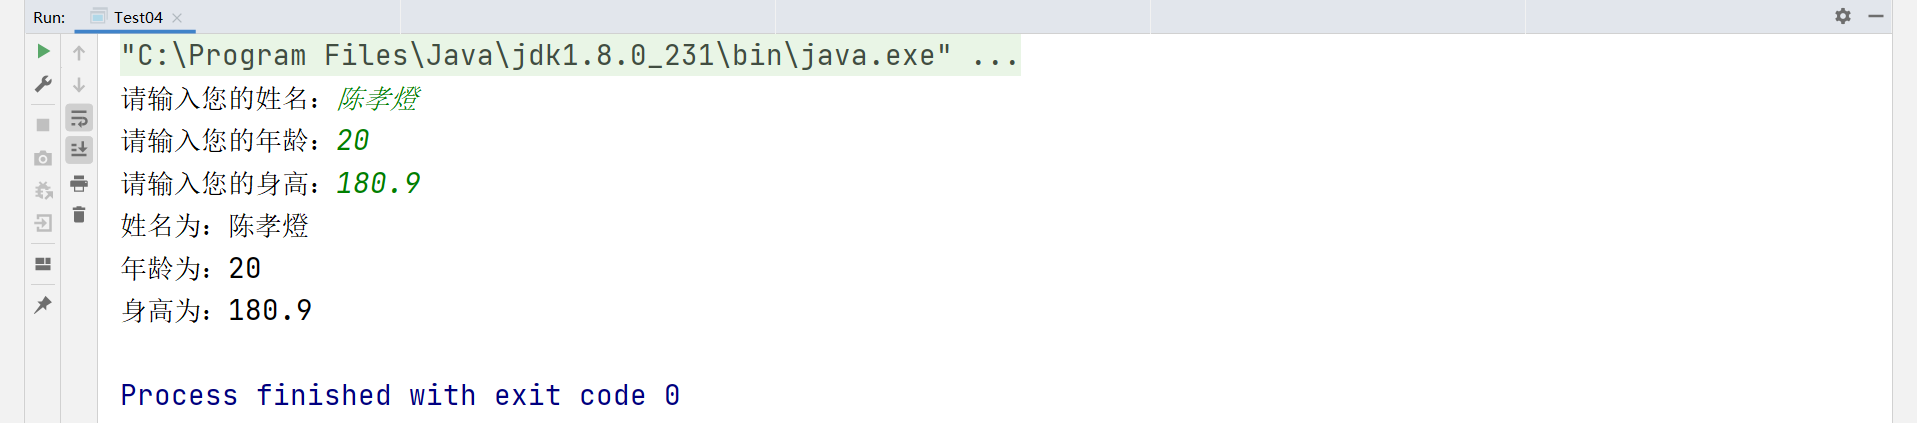 Run: Test04
"C:\Program Files\Java\jdk1.8.0_231\bin\java.exe" ...
请输入您的姓名：陈孝燈
请输入您的年龄：20
请输入您的身高：180.9
姓名为：陈孝燈
年龄为：20
身高为：180.9
Process finished with exit code 0